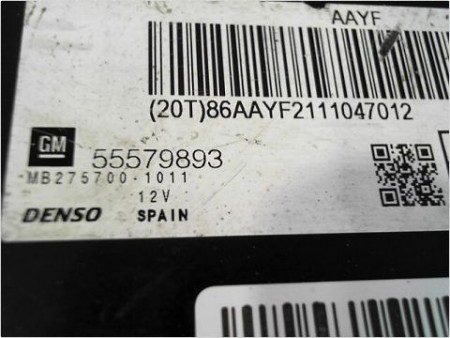 AAYF
(20T)86AAYF2111047012
GM 55579893
MB275700-1011
12V
DENSO SPAIN